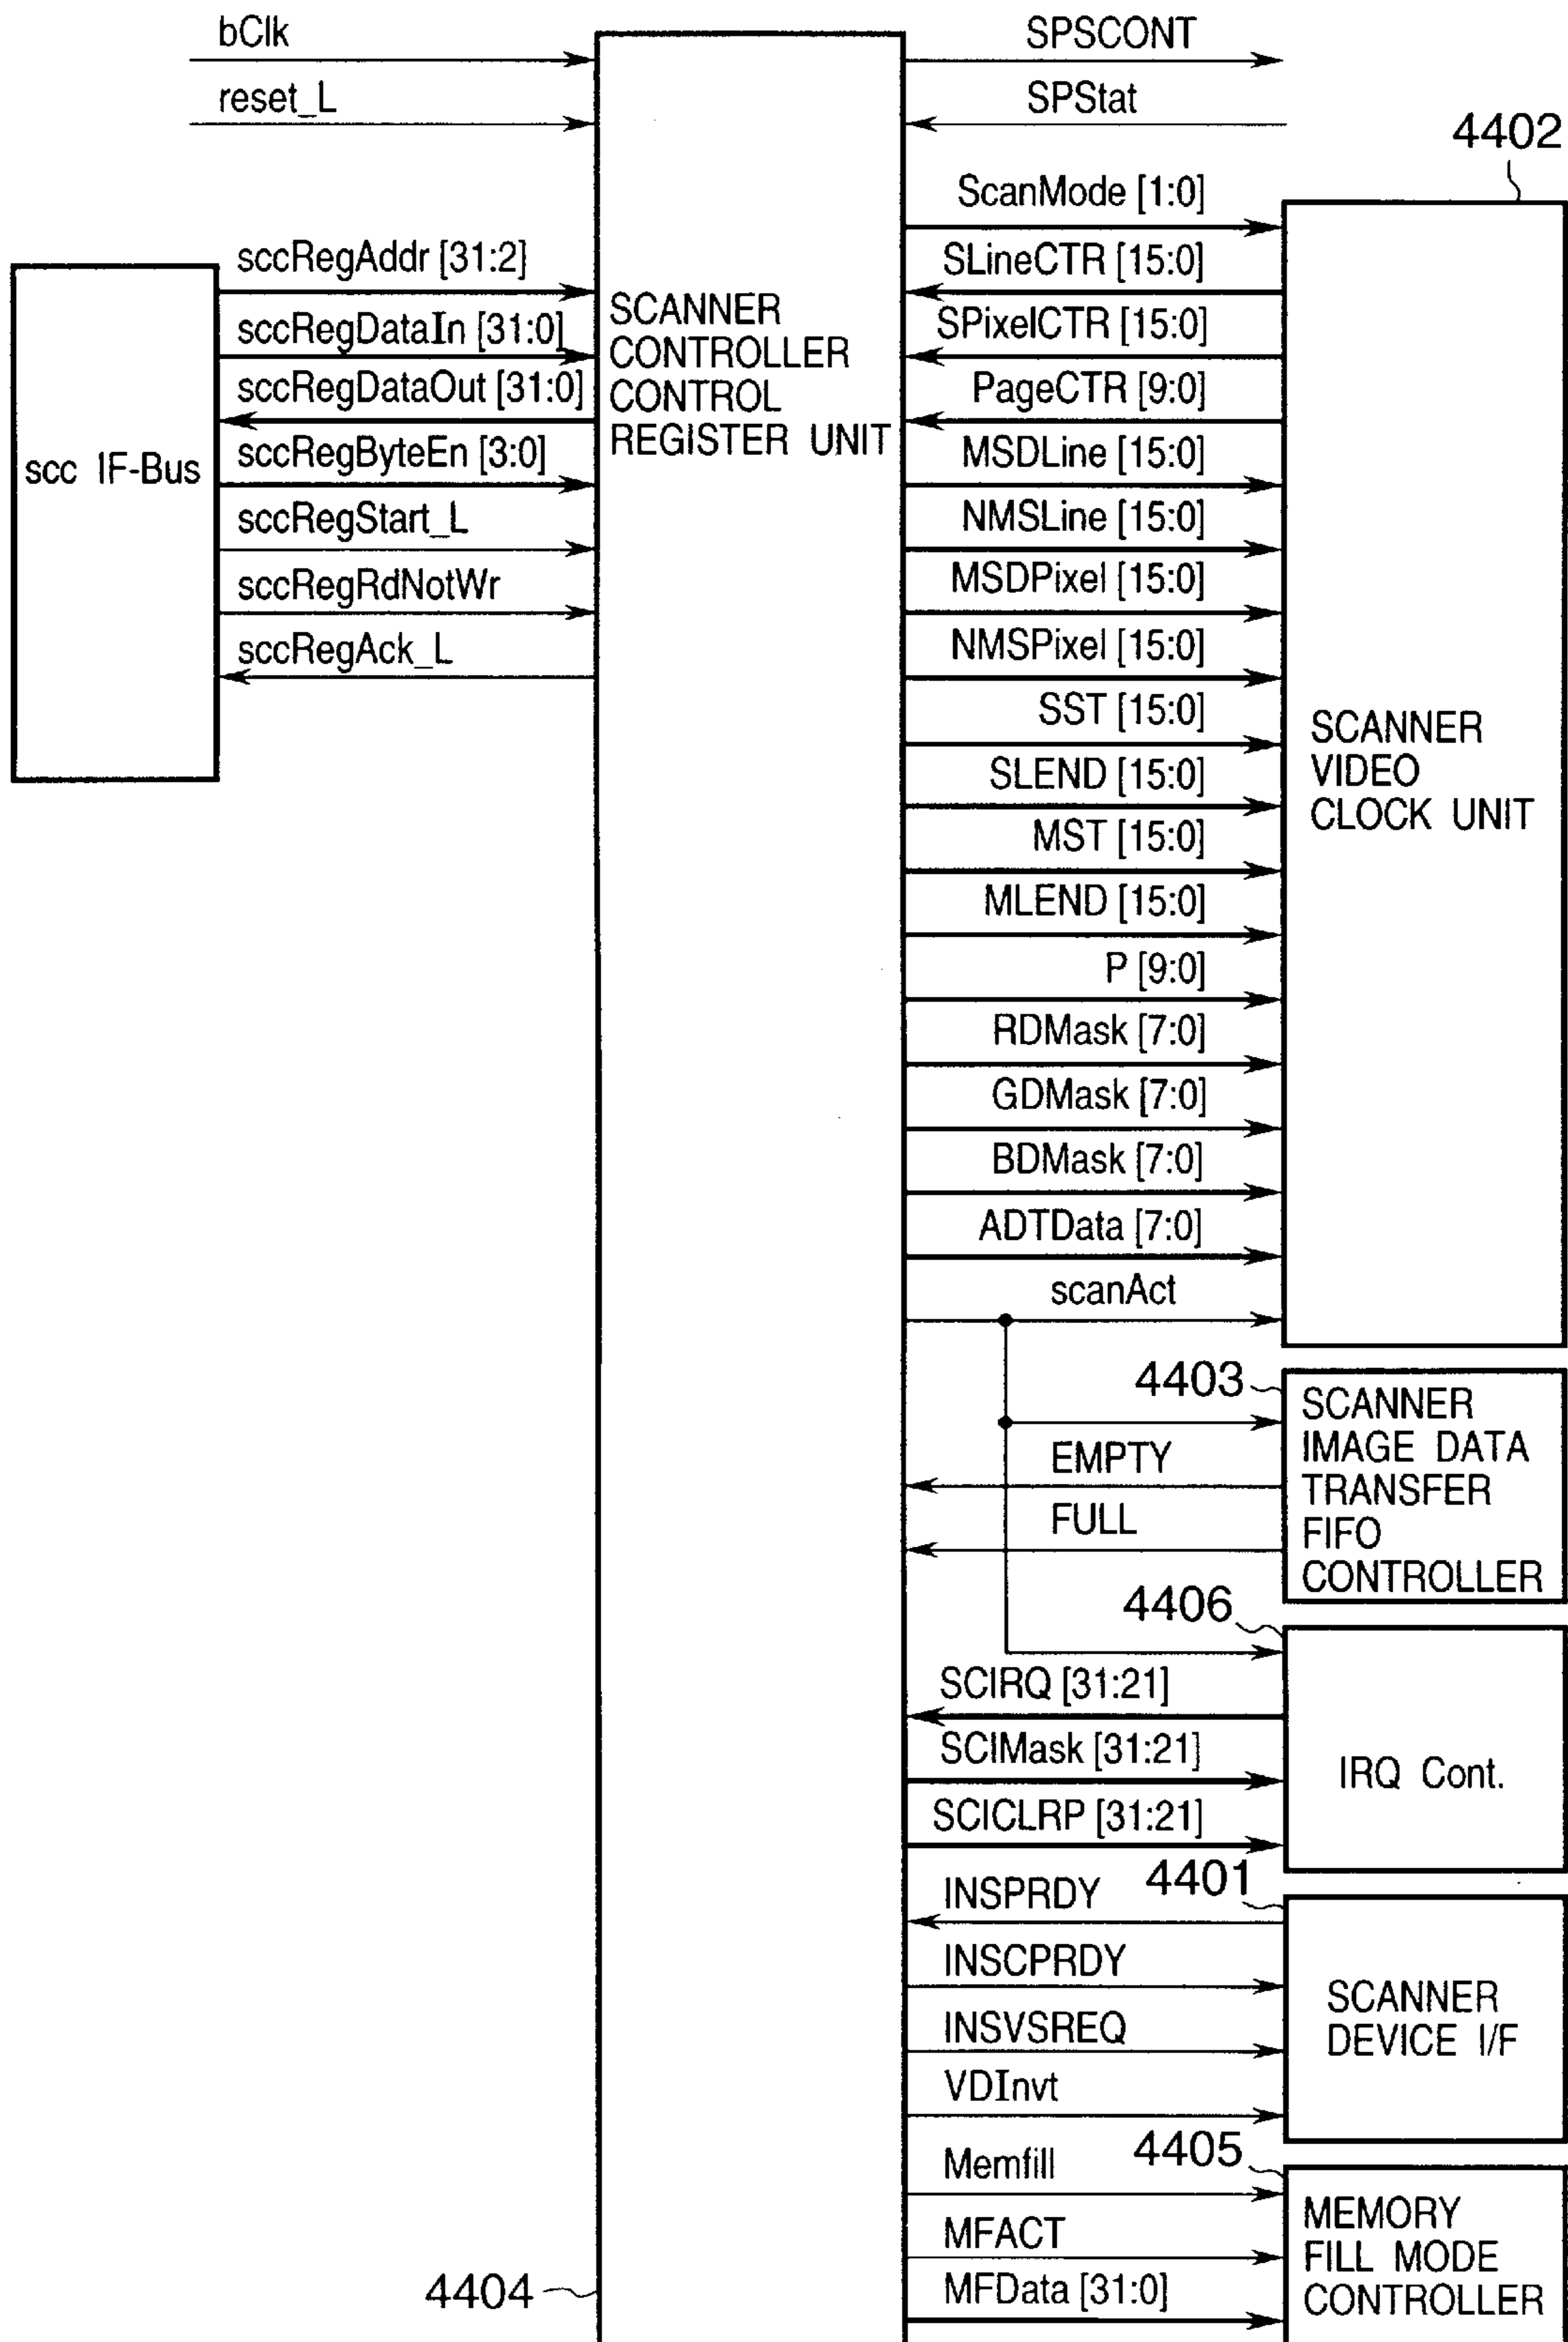 bClk
reset_L
SPSCONT
SPStat
4402
ScanMode [1:0]
SLineCTR [15:0]
SPixelCTR [15:0]
PageCTR [9:0]
MSDLine [15:0]
NMSLine [15:0]
MSDPixel [15:0]
NMSPixel [15:0]
SST [15:0]
SLEND [15:0]
MST [15:0]
MLEND [15:0]
P [9:0]
RDMask [7:0]
GDMask [7:0]
BDMask [7:0]
ADTData [7:0]
scanAct
sccRegAddr [31:2]
sccRegDataIn [31:0]
sccRegDataOut [31:0]
sccRegByteEn [3:0]
sccRegStart_L
sccRegRdNotWr
sccRegAck_L
scc IF-Bus
SCANNER
CONTROLLER
CONTROL
REGISTER UNIT
SCANNER
VIDEO
CLOCK UNIT
4403
EMPTY
FULL
SCANNER
IMAGE DATA
TRANSFER
FIFO
CONTROLLER
4406
SCIRQ [31:21]
SCIMask [31:21]
SCICLRP [31:21]
IRQ Cont.
4401
INSPRDY
INSCPRDY
INSVSREQ
VDInvt
SCANNER
DEVICE I/F
4405
Memfill
MFACT
MFData [31:0]
MEMORY
FILL MODE
CONTROLLER
4404